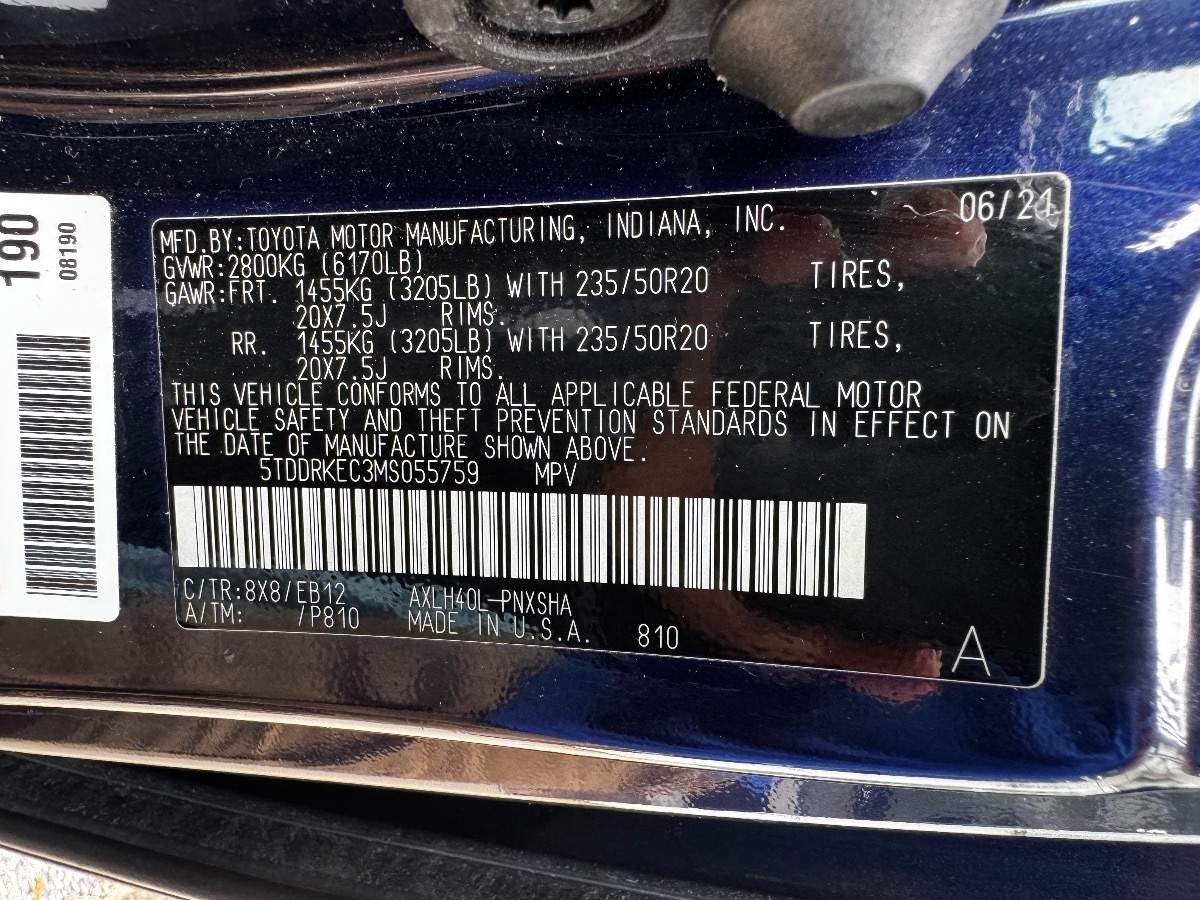 190
08190
06/21
MFD.BY:TOYOTA MOTOR MANUFACTURING, INDIANA, INC.
GVWR:2800KG (6170LB)
GAWR:FRT. 1455KG (3205LB) WITH 235/50R20 TIRES,
20X7.5J RIMS.
RR. 1455KG (3205LB) WITH 235/50R20 TIRES,
20X7.5J RIMS.
THIS VEHICLE CONFORMS TO ALL APPLICABLE FEDERAL MOTOR
VEHICLE SAFETY AND THEFT PREVENTION STANDARDS IN EFFECT ON
THE DATE OF MANUFACTURE SHOWN ABOVE.
5TDDRKEC3MS055759 MPV
C/TR:8X8/EB12 AXLH40L-PNXSHA
A/TM: /P810 MADE IN U.S.A. 810
A